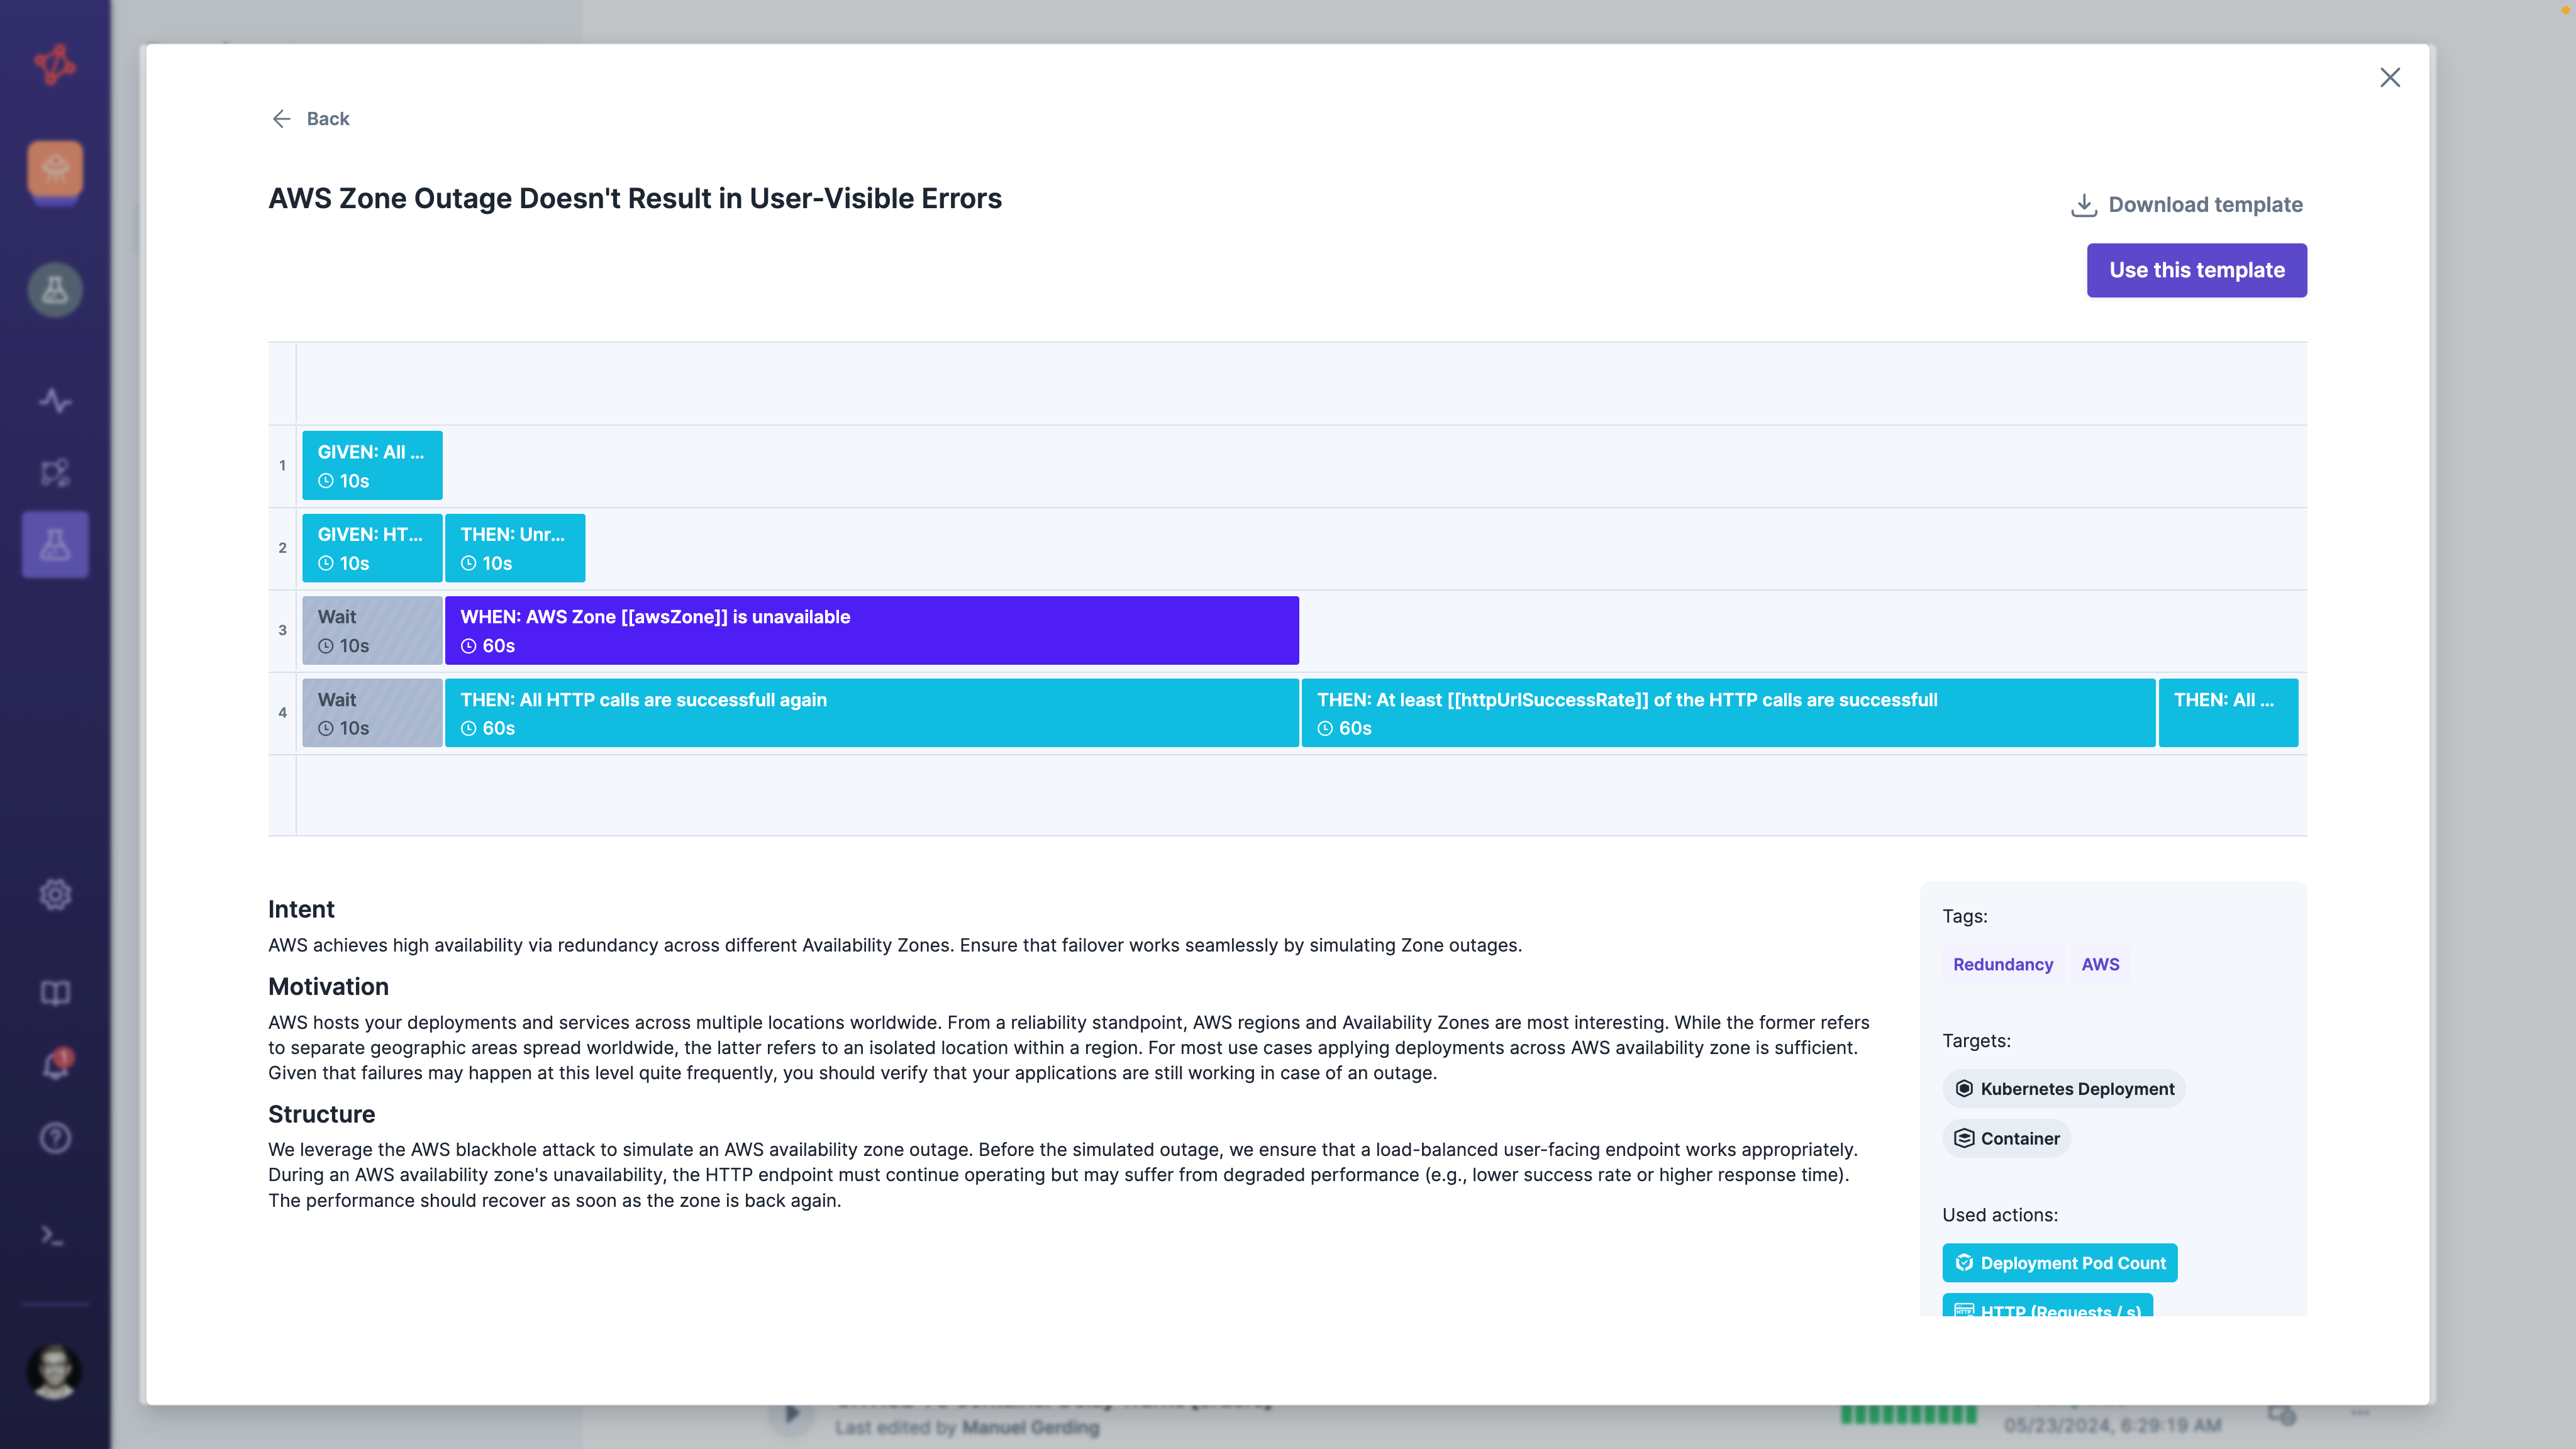 Back
AWS Zone Outage Doesn't Result in User-Visible Errors
Download template
Use this template
1
GIVEN: All ...
10s
2
GIVEN: HT...
10s
THEN: Unr...
10s
3
Wait
10s
WHEN: AWS Zone [[awsZone]] is unavailable
60s
4
Wait
10s
THEN: All HTTP calls are successfull again
60s
THEN: At least [[httpUrlSuccessRate]] of the HTTP calls are successfull
60s
THEN: All ...
Intent
AWS achieves high availability via redundancy across different Availability Zones. Ensure that failover works seamlessly by simulating Zone outages.
Motivation
AWS hosts your deployments and services across multiple locations worldwide. From a reliability standpoint, AWS regions and Availability Zones are most interesting. While the former refers
to separate geographic areas spread worldwide, the latter refers to an isolated location within a region. For most use cases applying deployments across AWS availability zone is sufficient.
Given that failures may happen at this level quite frequently, you should verify that your applications are still working in case of an outage.
Structure
We leverage the AWS blackhole attack to simulate an AWS availability zone outage. Before the simulated outage, we ensure that a load-balanced user-facing endpoint works appropriately.
During an AWS availability zone's unavailability, the HTTP endpoint must continue operating but may suffer from degraded performance (e.g., lower success rate or higher response time).
The performance should recover as soon as the zone is back again.
Tags:
Redundancy AWS
Targets:
Kubernetes Deployment
Container
Used actions:
Deployment Pod Count
HTTP (Requests / s)
1
Last edited by Manuel Gerding
05/23/2024, 6:29:19 AM